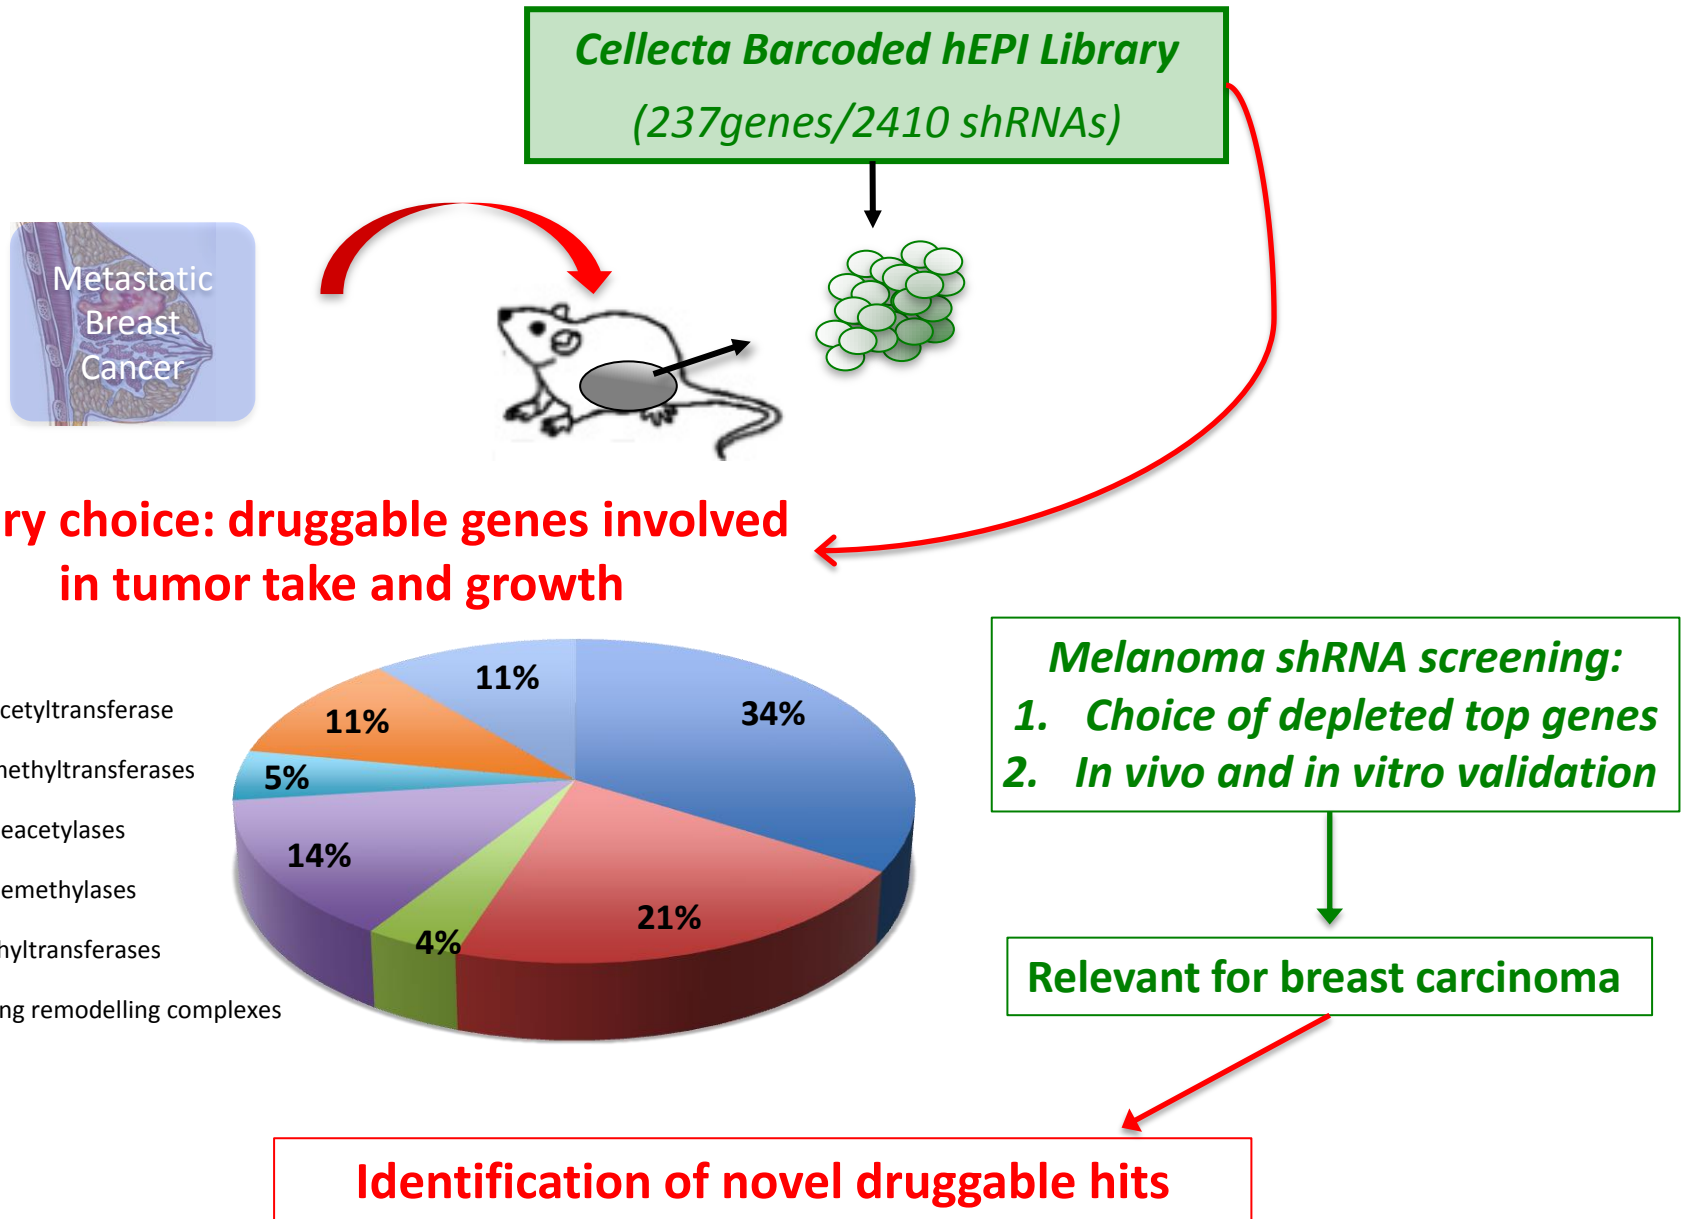 Cellecta Barcoded hEPI Library
(237genes/2410 shRNAs)
Metastatic
Breast
Cancer
ry choice: druggable genes involved
in tumor take and growth
11%
34%
11%
5%
14%
4%
21%
cetyltransferase
nethyltransferases
eacetylases
emethylases
hyltransferases
ng remodelling complexes
Melanoma shRNA screening:
1. Choice of depleted top genes
2. In vivo and in vitro validation
Relevant for breast carcinoma
Identification of novel druggable hits